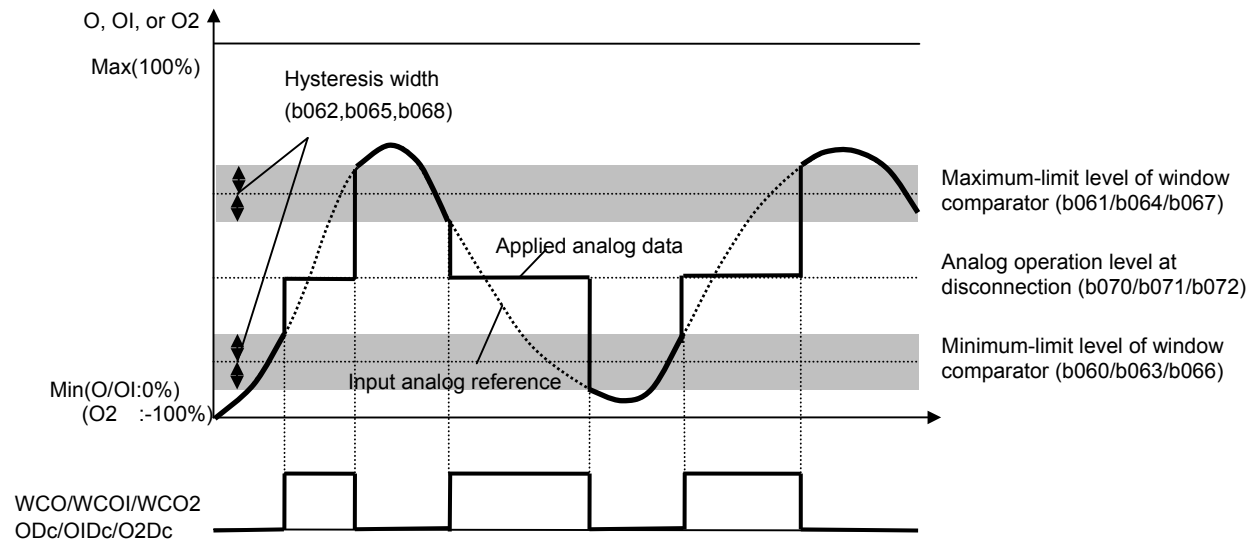 O, OI, or O2
Max(100%)
Hysteresis width
(b062,b065,b068)
Maximum-limit level of window
comparator (b061/b064/b067)
Applied analog data
Analog operation level at
disconnection (b070/b071/b072)
Minimum-limit level of window
comparator (b060/b063/b066)
Input analog reference
Min(O/OI:0%)
(O2 :-100%)
WCO/WCOI/WCO2
ODc/OIDc/O2Dc